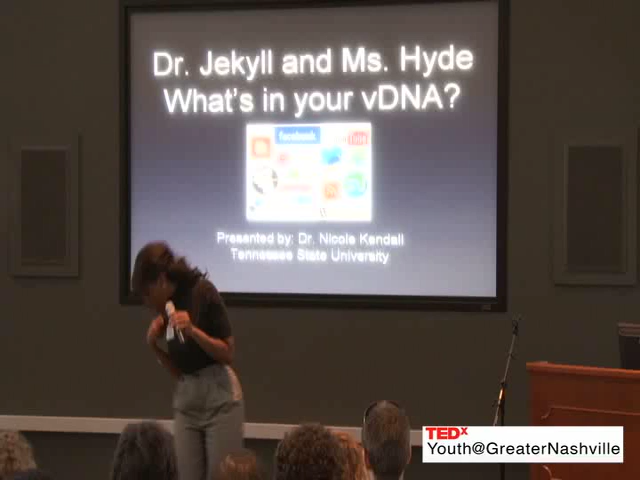 Dr. Jekyll and Ms. Hyde
What's in your vDNA?
facebook
Tube
Presented by: Dr. Nicole Kendall
Tennessee State University
TEDx
Youth@GreaterNashville